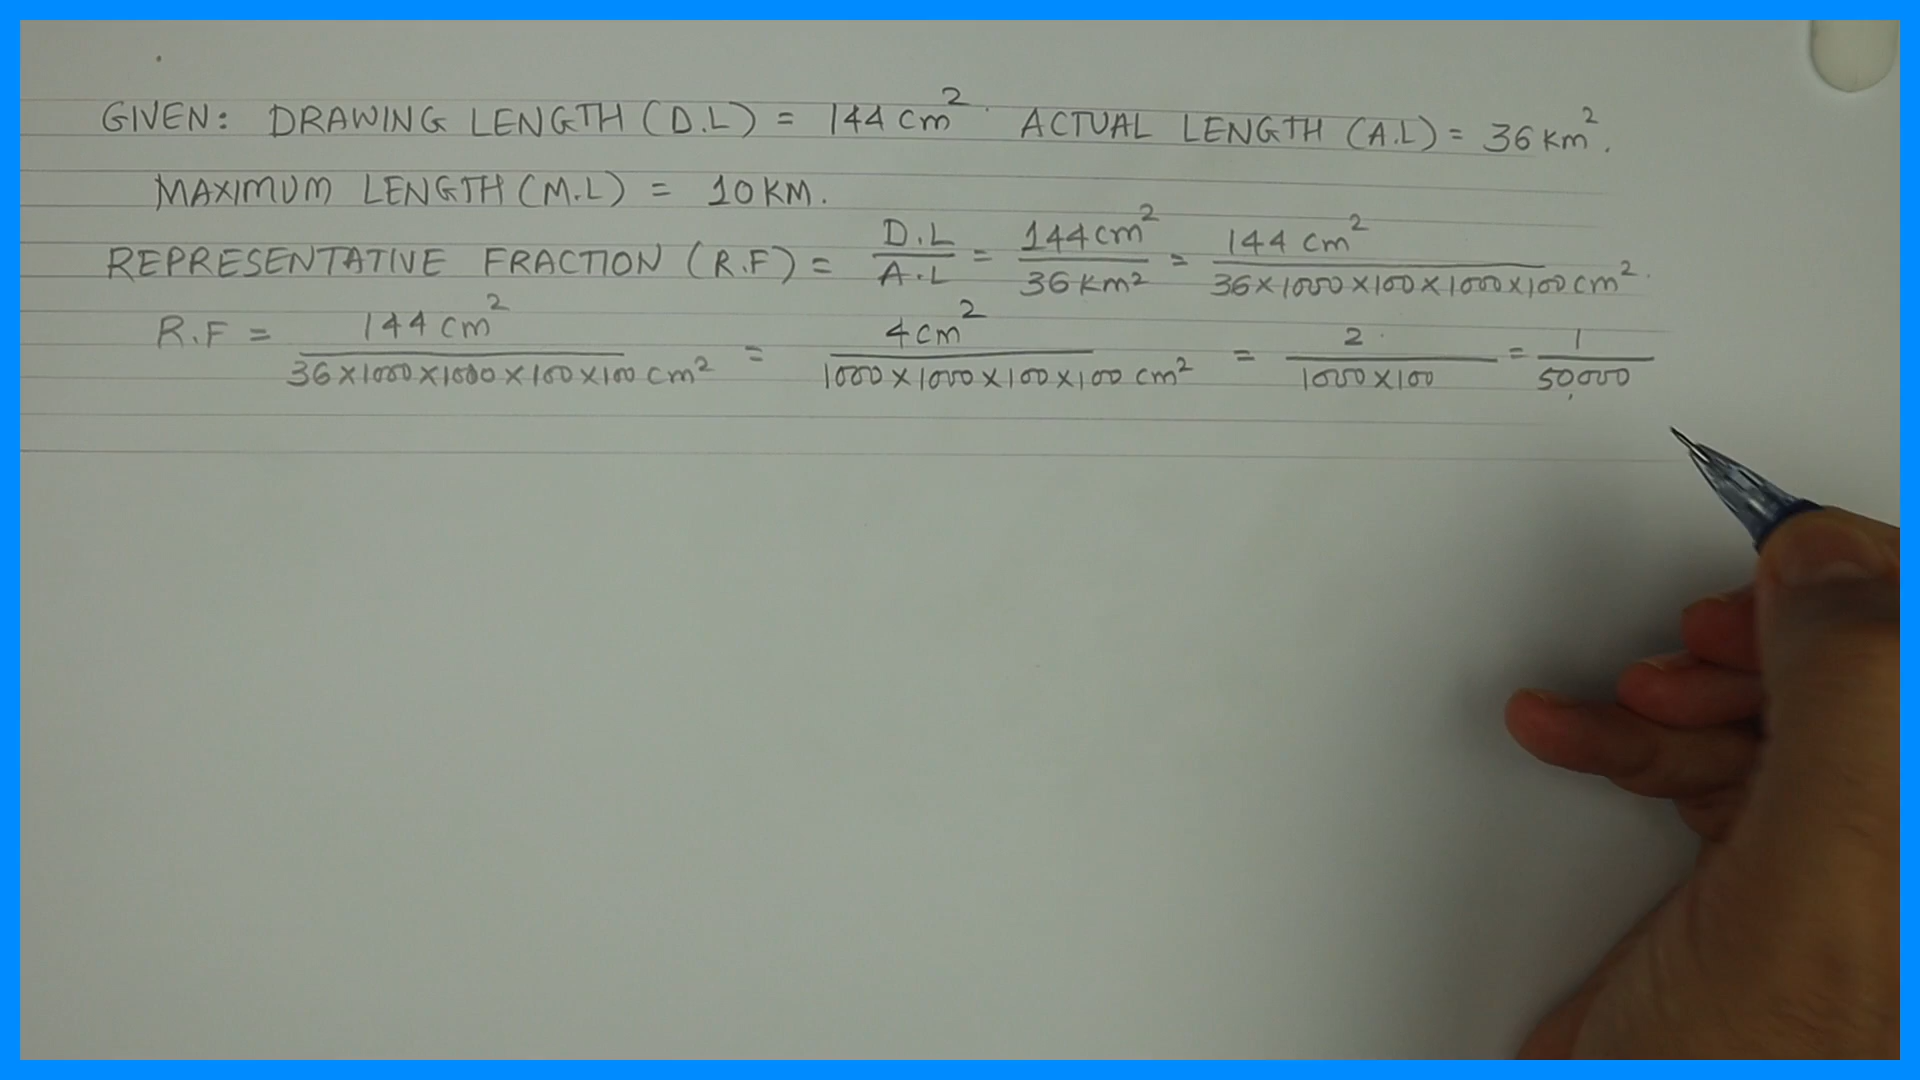 GIVEN: DRAWING LENGTH (D.L) = 144 cm². ACTUAL LENGTH (A.L) = 36 km².
MAXIMUM LENGTH (M.L) = 10 KM.
REPRESENTATIVE FRACTION (R.F) = D.L / A.L = 144 cm² / 36 Km² = 144 cm² / 36 × 1000 × 100 × 1000 × 100 cm².
R.F = 144 cm² / 36 × 1000 × 1000 × 100 × 100 cm² = 4 cm² / 1000 × 1000 × 100 × 100 cm² = 2 / 1000 × 100 = 1 / 50,000